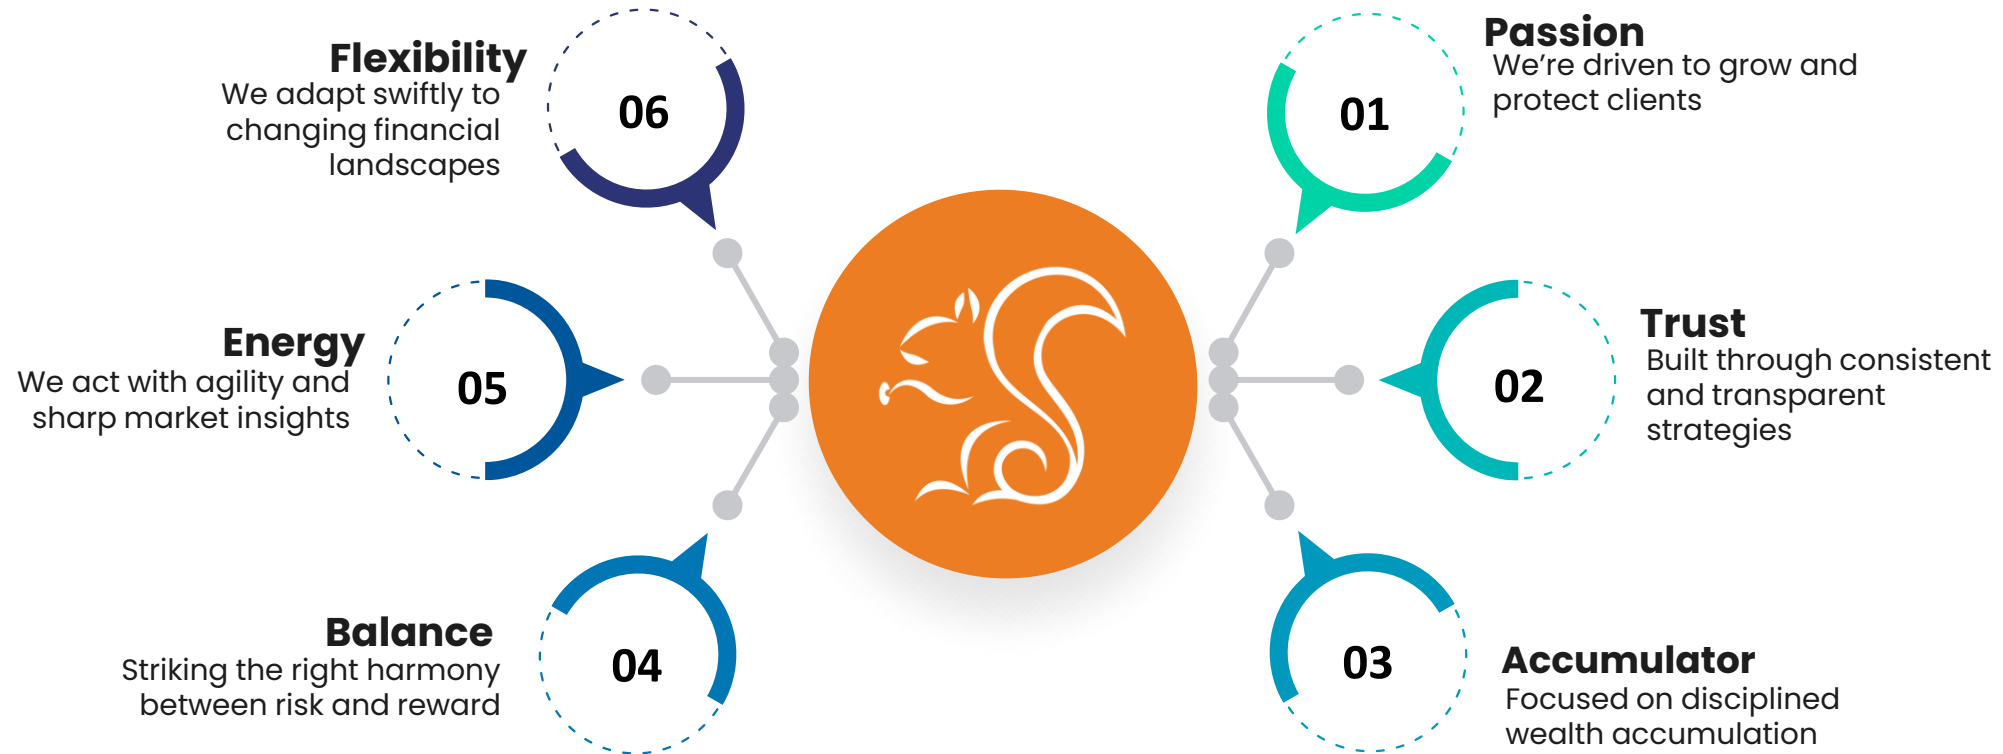 01
Passion
We’re driven to grow and
protect clients
02
Trust
Built through consistent
and transparent
strategies
03
Accumulator
Focused on disciplined
wealth accumulation
04
Balance
Striking the right harmony
between risk and reward
05
Energy
We act with agility and
sharp market insights
06
Flexibility
We adapt swiftly to
changing financial
landscapes